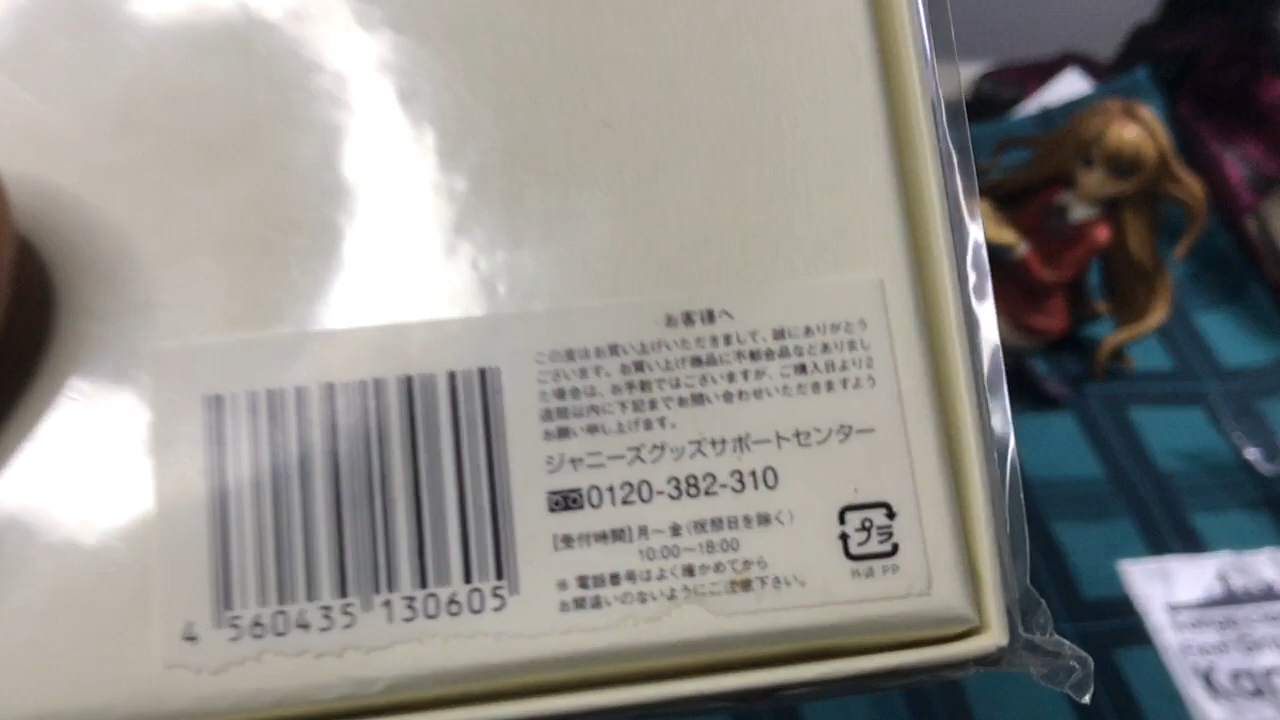 お客様へ
この度はお買い上げいただきまして、誠にありがとう
ございます。お買い上げ商品に不都合品などありまし
た場合は、お手数ではございますが、ご購入日より2
週間以内に下記までお問い合わせいただきますよう
お願い申し上げます。
ジャニーズグッズサポートセンター
0120-382-310
[受付時間]月～金(祝祭日を除く)
10:00～18:00
※電話番号はよく確かめてから
お間違いのないようにご注意下さい。
プラ
外装:PP
4 560435 130605